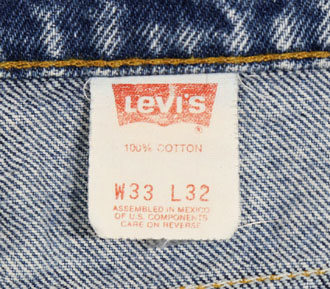 Levi's
®
100% COTTON
W33 L32
ASSEMBLED IN MEXICO
OF U.S. COMPONENTS
CARE ON REVERSE